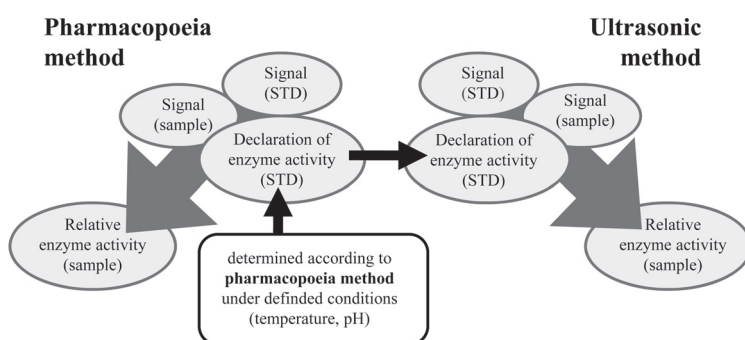 Pharmacopoeia
method
Ultrasonic
method
Signal
(STD)
Signal
(sample)
Declaration of
enzyme activity
(STD)
Relative
enzyme activity
(sample)
Signal
(STD)
Signal
(sample)
Declaration of
enzyme activity
(STD)
Relative
enzyme activity
(sample)
determined according to
pharmacopoeia method
under definded conditions
(temperature, pH)